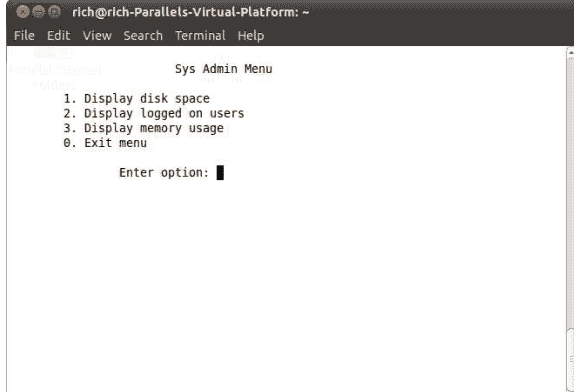 rich@rich-Parallels-Virtual-Platform: ~
File Edit View Search Terminal Help
Sys Admin Menu
1. Display disk space
2. Display logged on users
3. Display memory usage
0. Exit menu
Enter option: